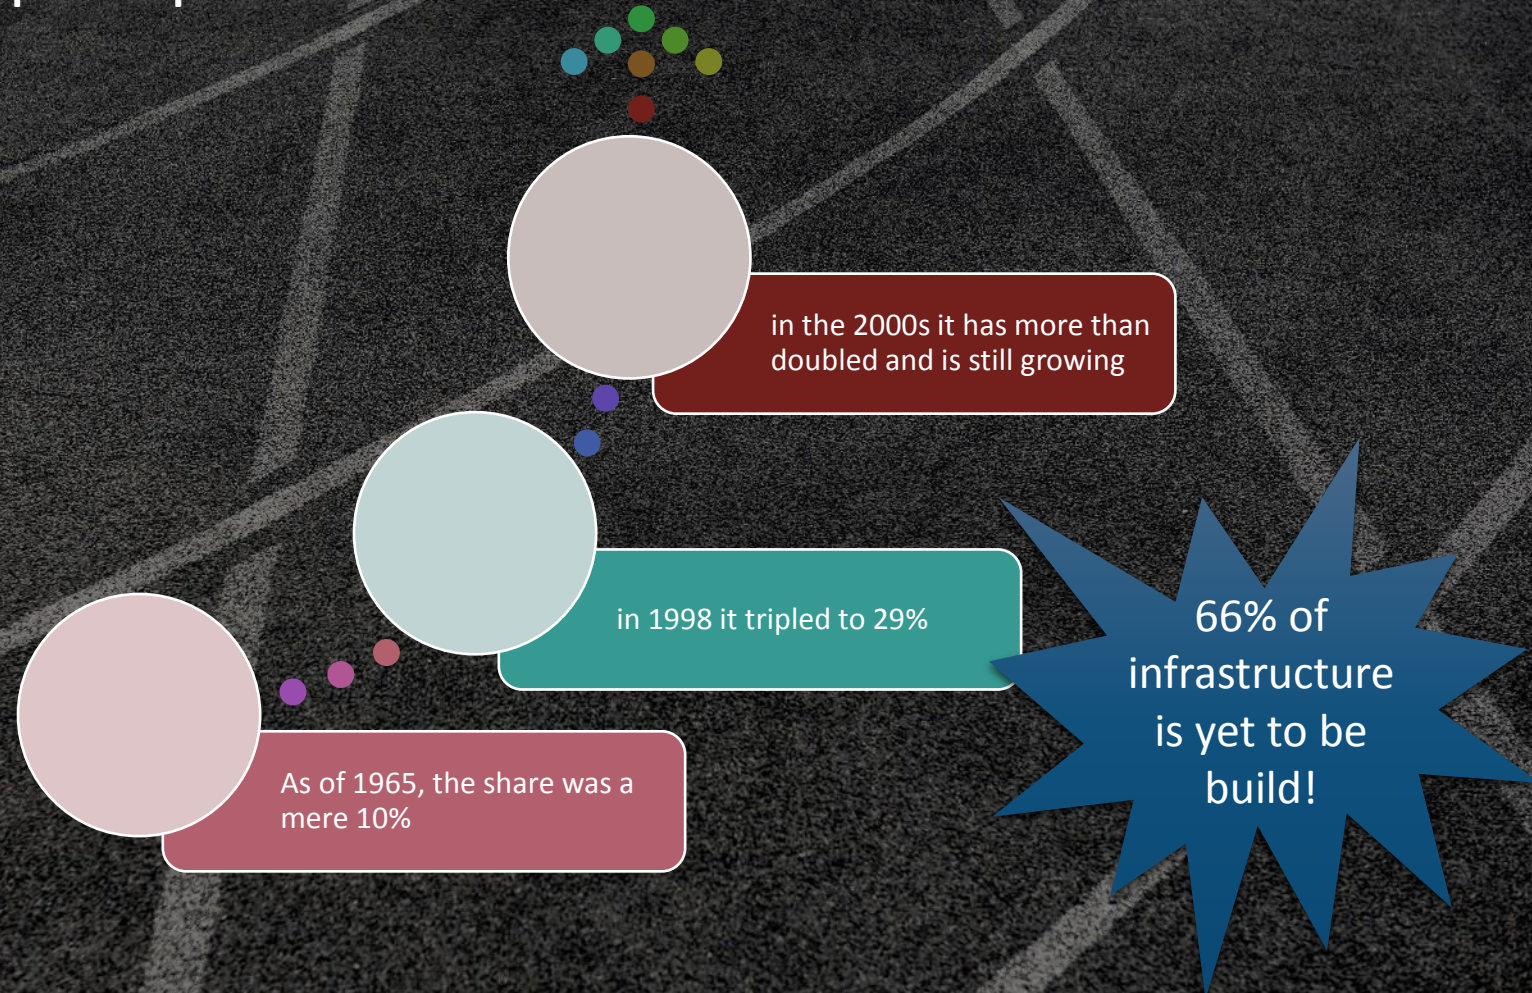 in the 2000s it has more than
doubled and is still growing
in 1998 it tripled to 29%
As of 1965, the share was a
mere 10%
66% of
infrastructure
is yet to be
build!